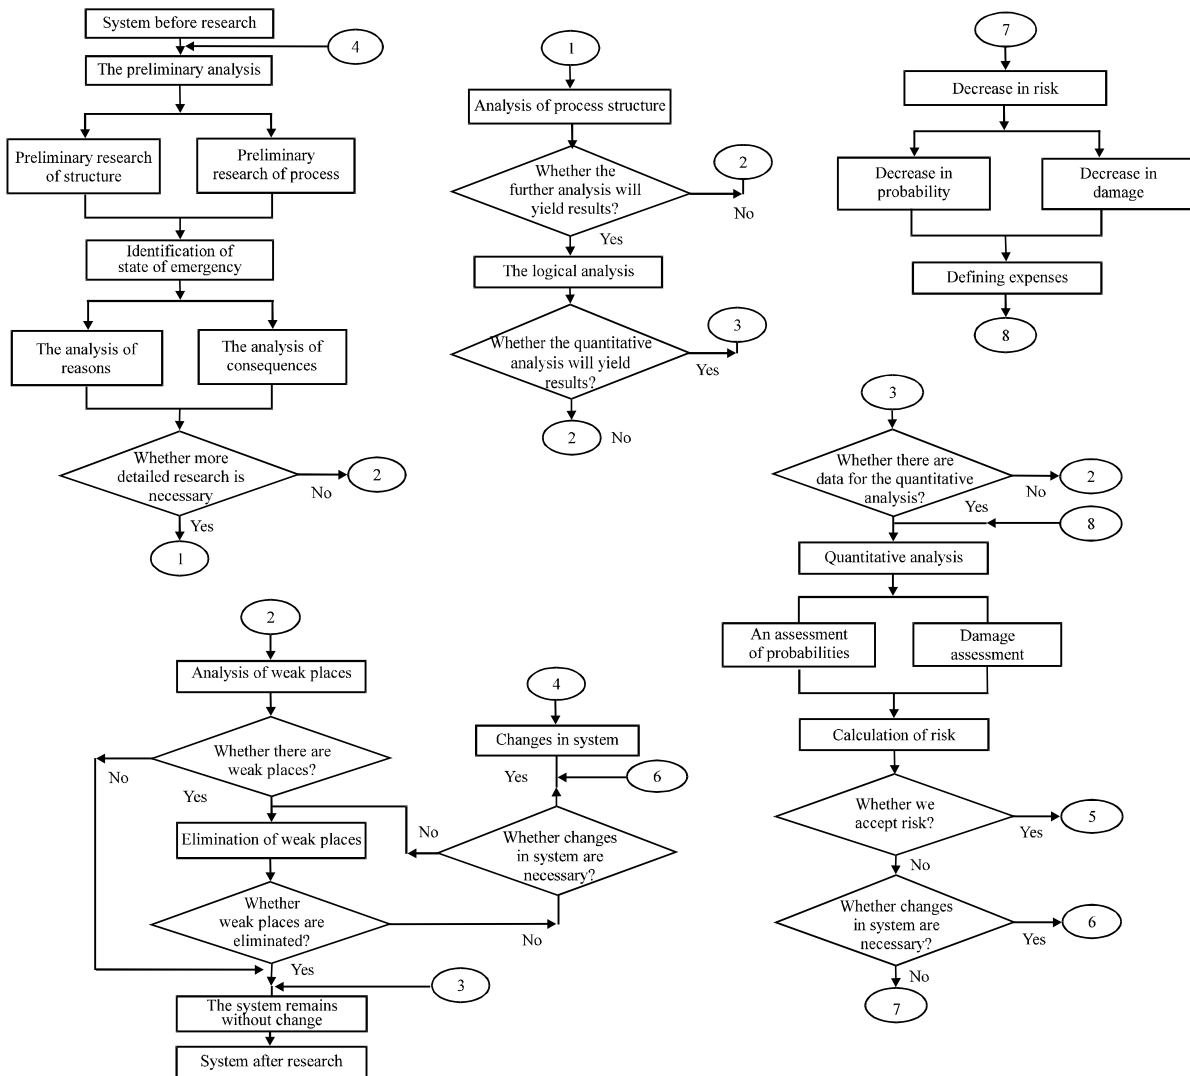 System before research
4
The preliminary analysis
Preliminary research
of structure
Preliminary
research of process
Identification of
state of emergency
The analysis of
reasons
The analysis of
consequences
Whether more
detailed research is
necessary
No
2
Yes
1
1
Analysis of process structure
Whether the
further analysis will
yield results?
2
No
Yes
The logical analysis
Whether the quantitative
analysis will yield
results?
3
Yes
2
No
7
Decrease in risk
Decrease in
probability
Decrease in
damage
Defining expenses
8
3
Whether there are
data for the quantitative
analysis?
No
2
Yes
8
Quantitative analysis
An assessment
of probabilities
Damage
assessment
Calculation of risk
Whether we
accept risk?
Yes
5
No
Whether changes
in system are
necessary?
Yes
6
No
7
2
Analysis of weak places
Whether there are
weak places?
No
Yes
Elimination of weak places
Whether
weak places are
eliminated?
No
Yes
3
The system remains
without change
System after research
4
Changes in system
Yes
6
No
Whether changes
in system are
necessary?